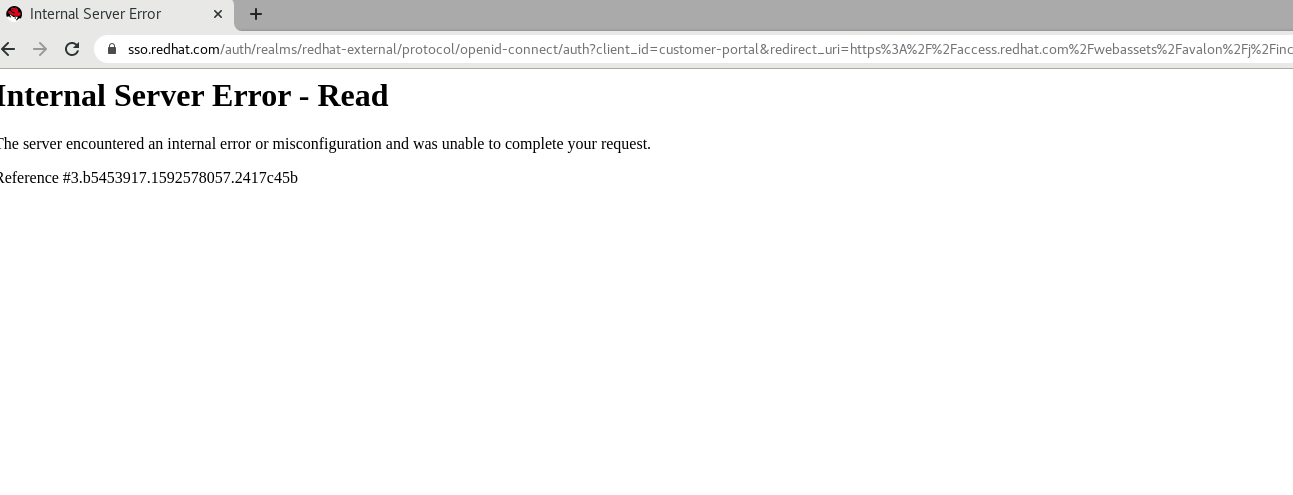 Internal Server Error
sso.redhat.com/auth/realms/redhat-external/protocol/openid-connect/auth?client_id=customer-portal&redirect_uri=https%3A%2F%2Faccess.redhat.com%2Fwebassets%2Favalon%2Fj%2Finc
Internal Server Error - Read
The server encountered an internal error or misconfiguration and was unable to complete your request.
Reference #3.b5453917.1592578057.2417c45b